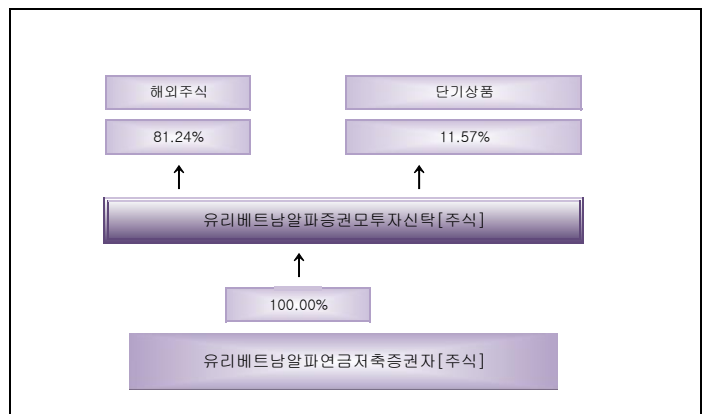 해외주식
단기상품
81.24%
11.57%
유리베트남알파증권모투자신탁[주식]
100.00%
유리베트남알파연금저축증권자[주식]